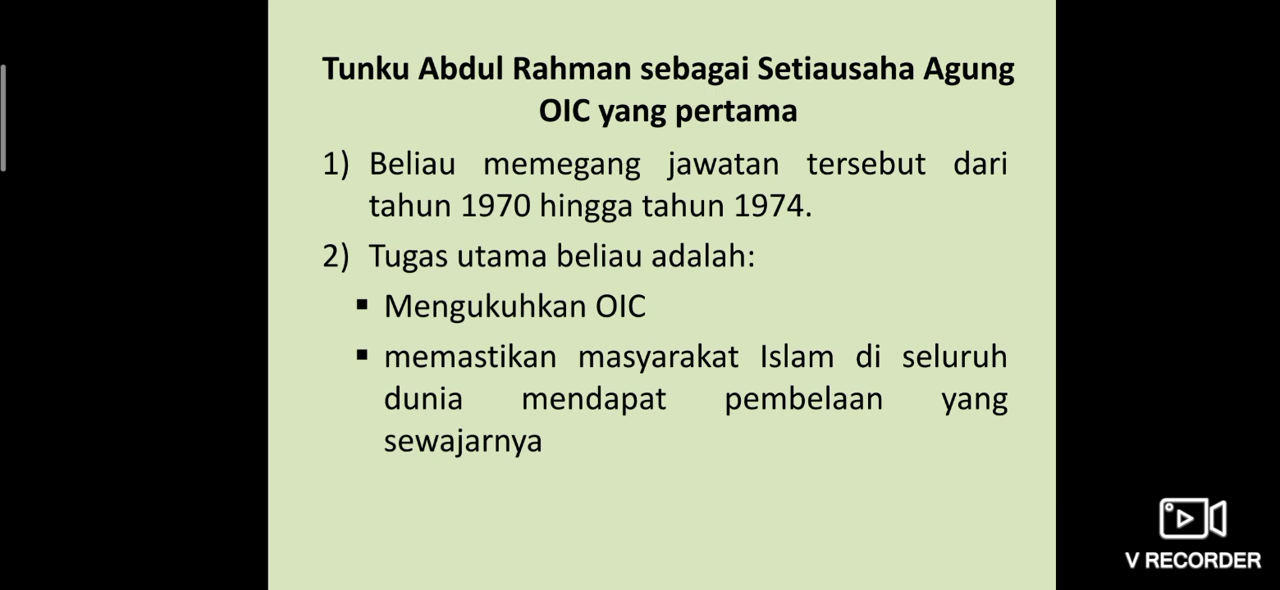 Tunku Abdul Rahman sebagai Setiausaha Agung
OIC yang pertama
1) Beliau memegang jawatan tersebut dari
tahun 1970 hingga tahun 1974.
2) Tugas utama beliau adalah:
▪ Mengukuhkan OIC
▪ memastikan masyarakat Islam di seluruh
dunia mendapat pembelaan yang
sewajarnya
V RECORDER